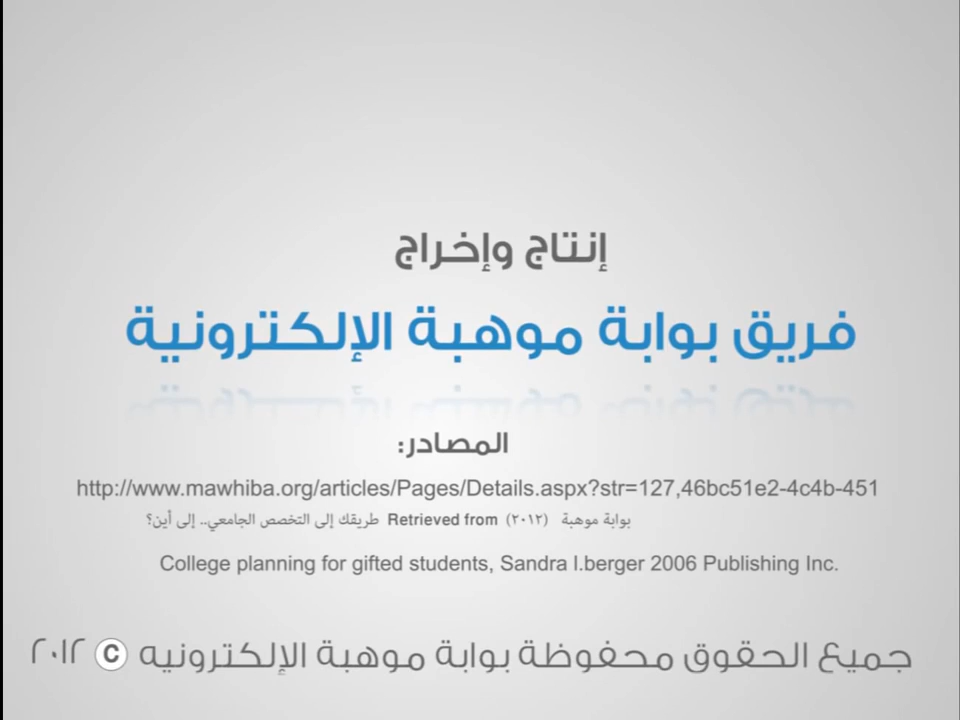 إنتاج وإخراج
فريق بوابة موهبة الإلكترونية
المصادر:
http://www.mawhiba.org/articles/Pages/Details.aspx?str=127,46bc51e2-4c4b-451
بوابة موهبة (٢٠١٢) Retrieved from طريقك إلى التخصص الجامعي.. إلى أين؟
College planning for gifted students, Sandra l.berger 2006 Publishing Inc.
جميع الحقوق محفوظة بوابة موهبة الإلكترونيه © ٢٠١٢